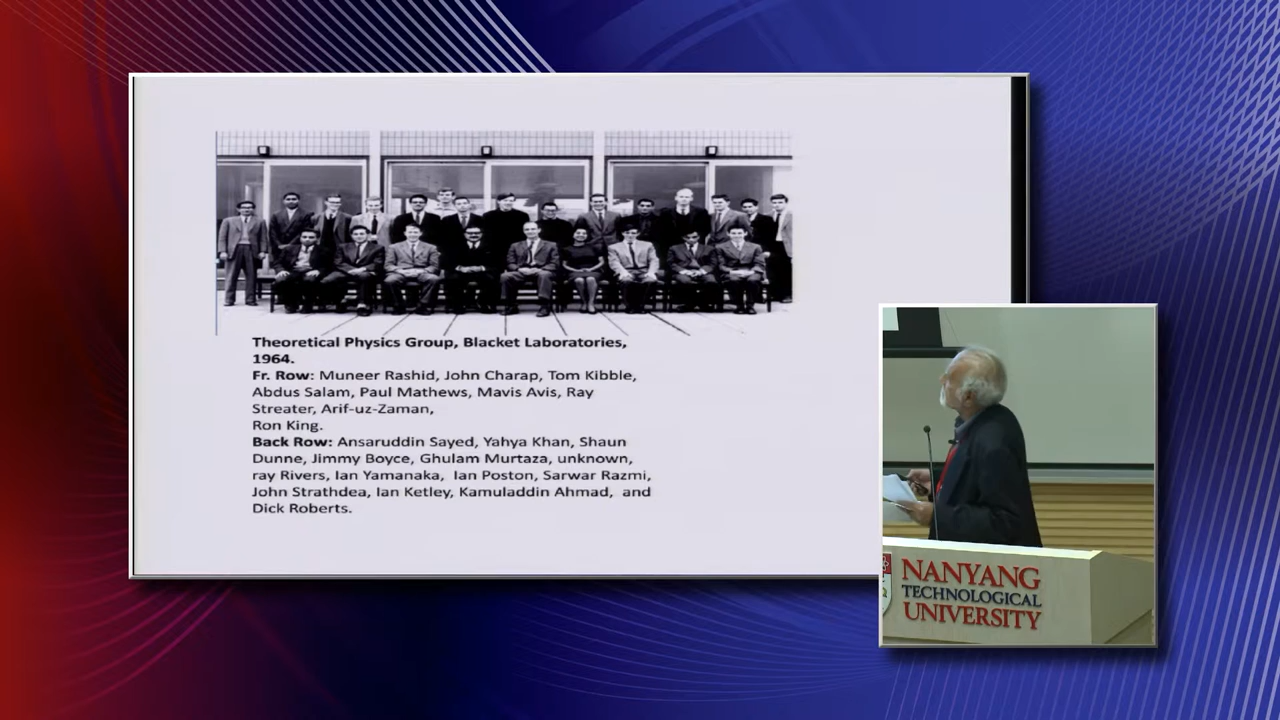 Theoretical Physics Group, Blacket Laboratories,
1964.
Fr. Row: Muneer Rashid, John Charap, Tom Kibble,
Abdus Salam, Paul Mathews, Mavis Avis, Ray
Streater, Arif-uz-Zaman,
Ron King.
Back Row: Ansaruddin Sayed, Yahya Khan, Shaun
Dunne, Jimmy Boyce, Ghulam Murtaza, unknown,
ray Rivers, Ian Yamanaka, Ian Poston, Sarwar Razmi,
John Strathdea, Ian Ketley, Kamuladdin Ahmad, and
Dick Roberts.
NANYANG
TECHNOLOGICAL
UNIVERSITY